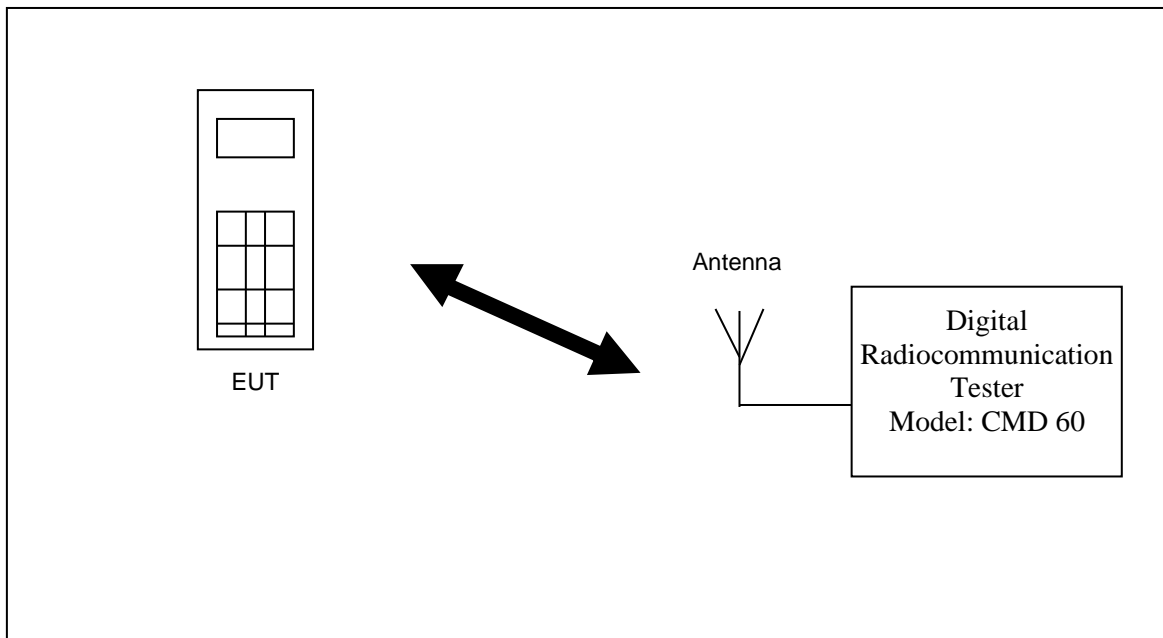 EUT
Antenna
Digital
Radiocommunication
Tester
Model: CMD 60